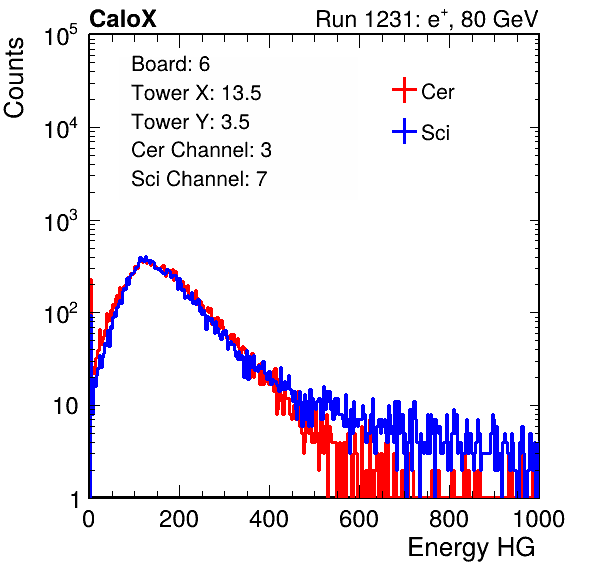 CaloX Run 1231: e⁺, 80 GeV
Counts
10⁵
10⁴
10³
10²
10
1
Board: 6
Tower X: 13.5
Tower Y: 3.5
Cer Channel: 3
Sci Channel: 7
Cer
Sci
0 200 400 600 800 1000
Energy HG